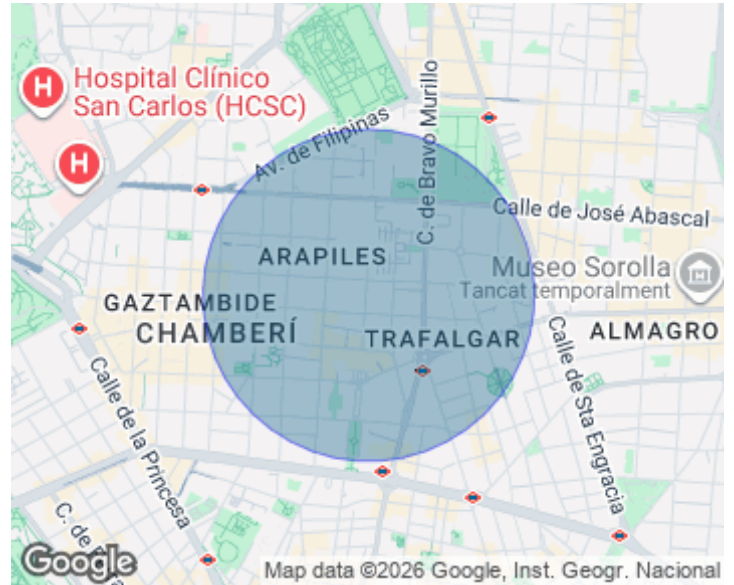 Hospital Clínico
San Carlos (HCSC)
H
H
Av. de Filipinas
C. de Bravo Murillo
Calle de José Abascal
ARAPILES
Museo Sorolla
Tancat temporalment
GAZTAMBIDE
CHAMBERÍ
TRAFALGAR
ALMAGRO
Calle de la Princesa
Calle de Sta Engracia
C. de
Google
Map data ©2026 Google, Inst. Geogr. Nacional